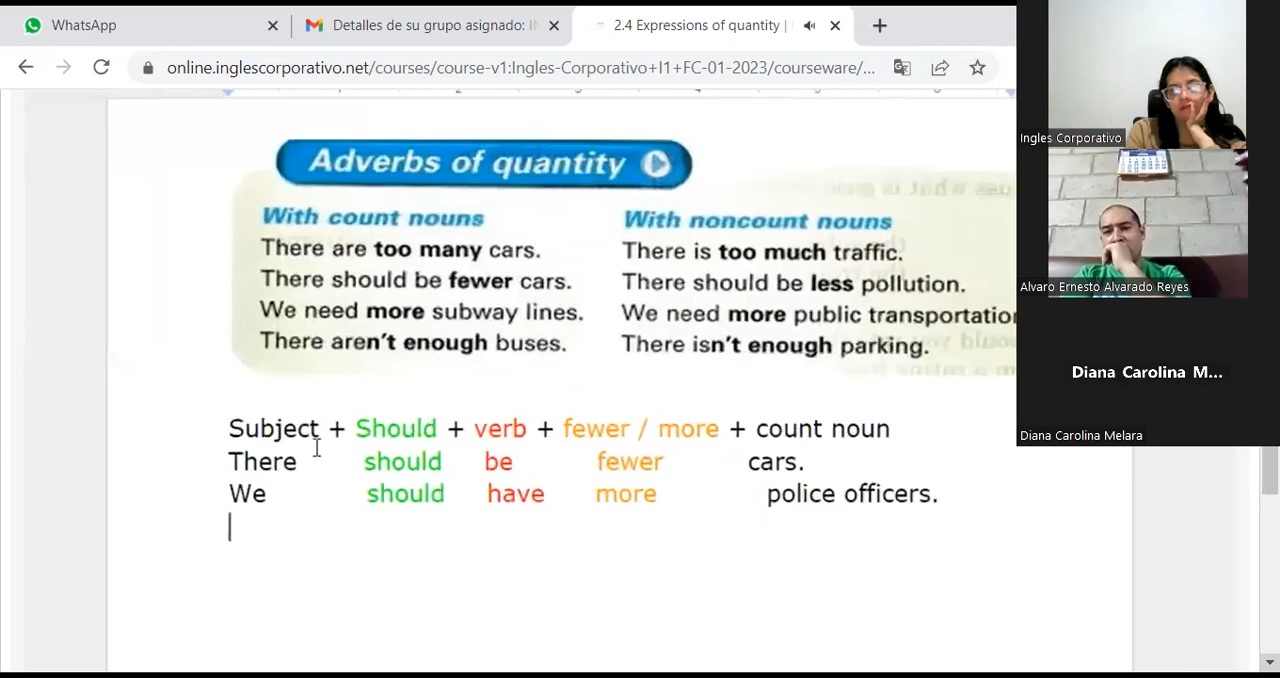 WhatsApp
Detalles de su grupo asignado: IN
2.4 Expressions of quantity |
online.inglescorporativo.net/courses/course-v1:Ingles-Corporativo+I1+FC-01-2023/courseware/...
Adverbs of quantity
With count nouns
There are too many cars.
There should be fewer cars.
We need more subway lines.
There aren't enough buses.
With noncount nouns
There is too much traffic.
There should be less pollution.
We need more public transportation
There isn't enough parking.
Subject + Should + verb + fewer / more + count noun
There should be fewer cars.
We should have more police officers.
Ingles Corporativo
Alvaro Ernesto Alvarado Reyes
Diana Carolina M...
Diana Carolina Melara